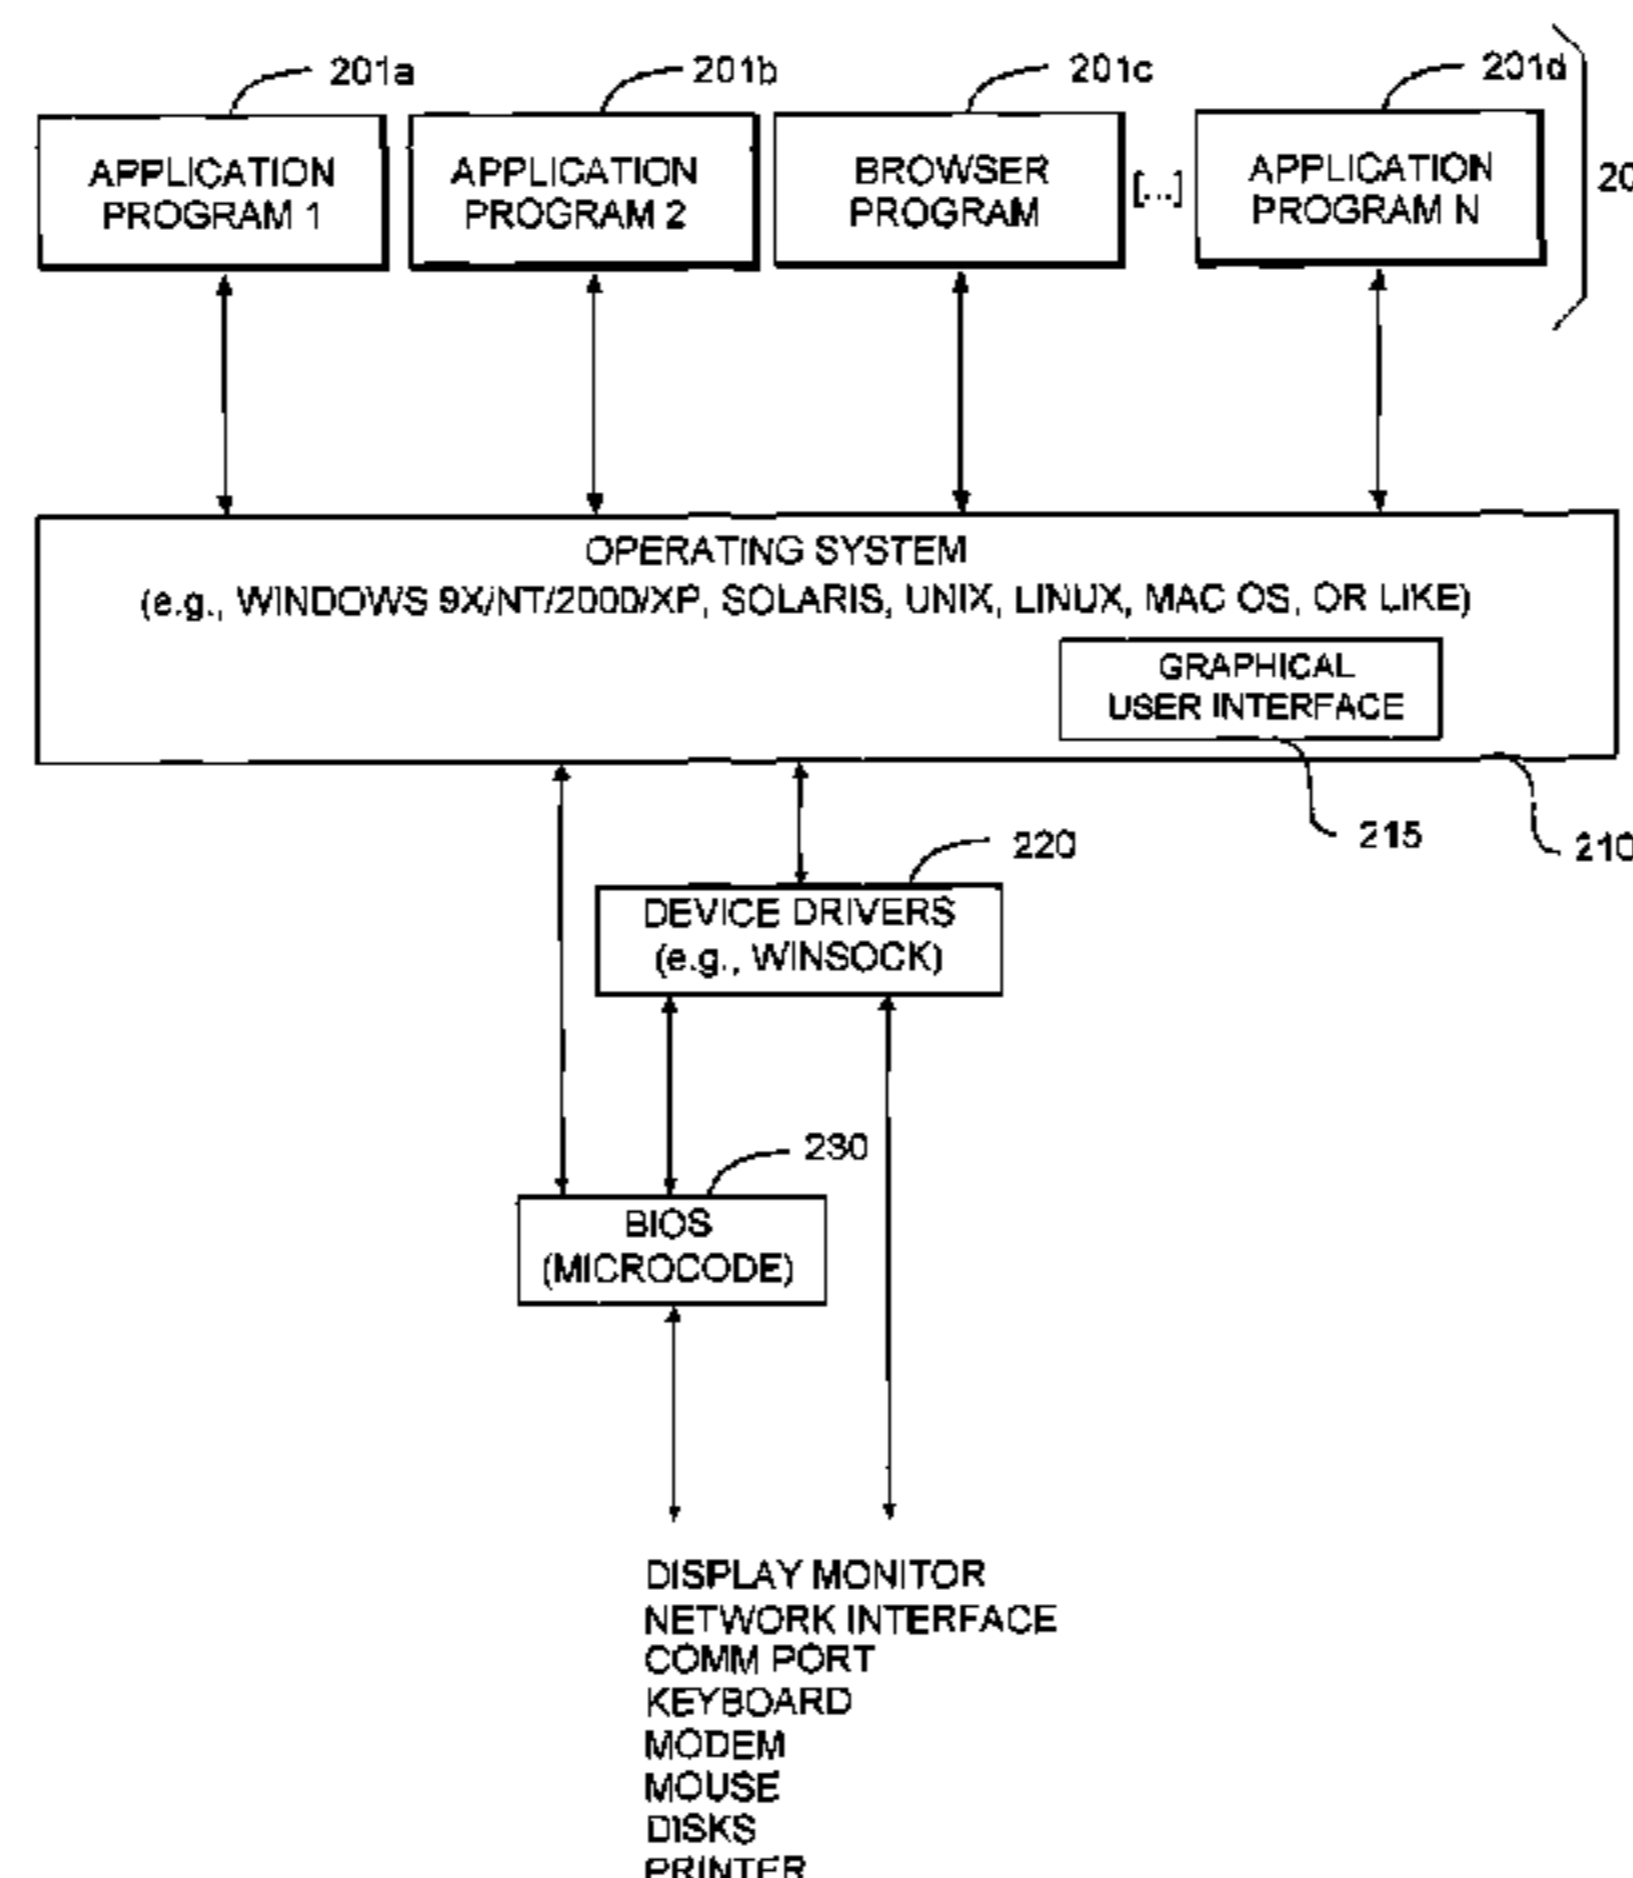 201a
201b
201c
201d
APPLICATION
PROGRAM 1
APPLICATION
PROGRAM 2
BROWSER
PROGRAM
[...]
APPLICATION
PROGRAM N
20
OPERATING SYSTEM
(e.g., WINDOWS 9X/NT/2000/XP, SOLARIS, UNIX, LINUX, MAC OS, OR LIKE)
GRAPHICAL
USER INTERFACE
215
210
220
DEVICE DRIVERS
(e.g., WINSOCK)
230
BIOS
(MICROCODE)
DISPLAY MONITOR
NETWORK INTERFACE
COMM PORT
KEYBOARD
MODEM
MOUSE
DISKS
PRINTER